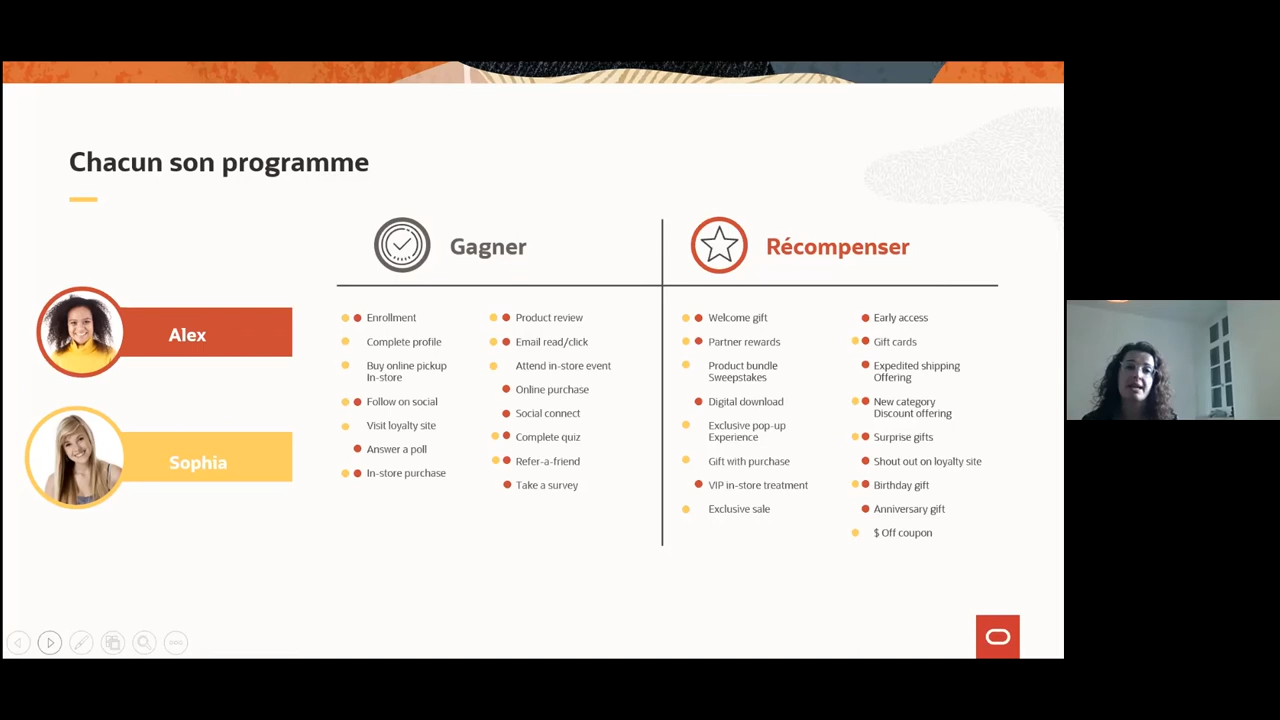 Chacun son programme
Gagner
Récompenser
Alex
Sophia
Enrollment
Complete profile
Buy online pickup
In-store
Follow on social
Visit loyalty site
Answer a poll
In-store purchase
Product review
Email read/click
Attend in-store event
Online purchase
Social connect
Complete quiz
Refer-a-friend
Take a survey
Welcome gift
Partner rewards
Product bundle
Sweepstakes
Digital download
Exclusive pop-up
Experience
Gift with purchase
VIP in-store treatment
Exclusive sale
Early access
Gift cards
Expedited shipping
Offering
New category
Discount offering
Surprise gifts
Shout out on loyalty site
Birthday gift
Anniversary gift
$ Off coupon